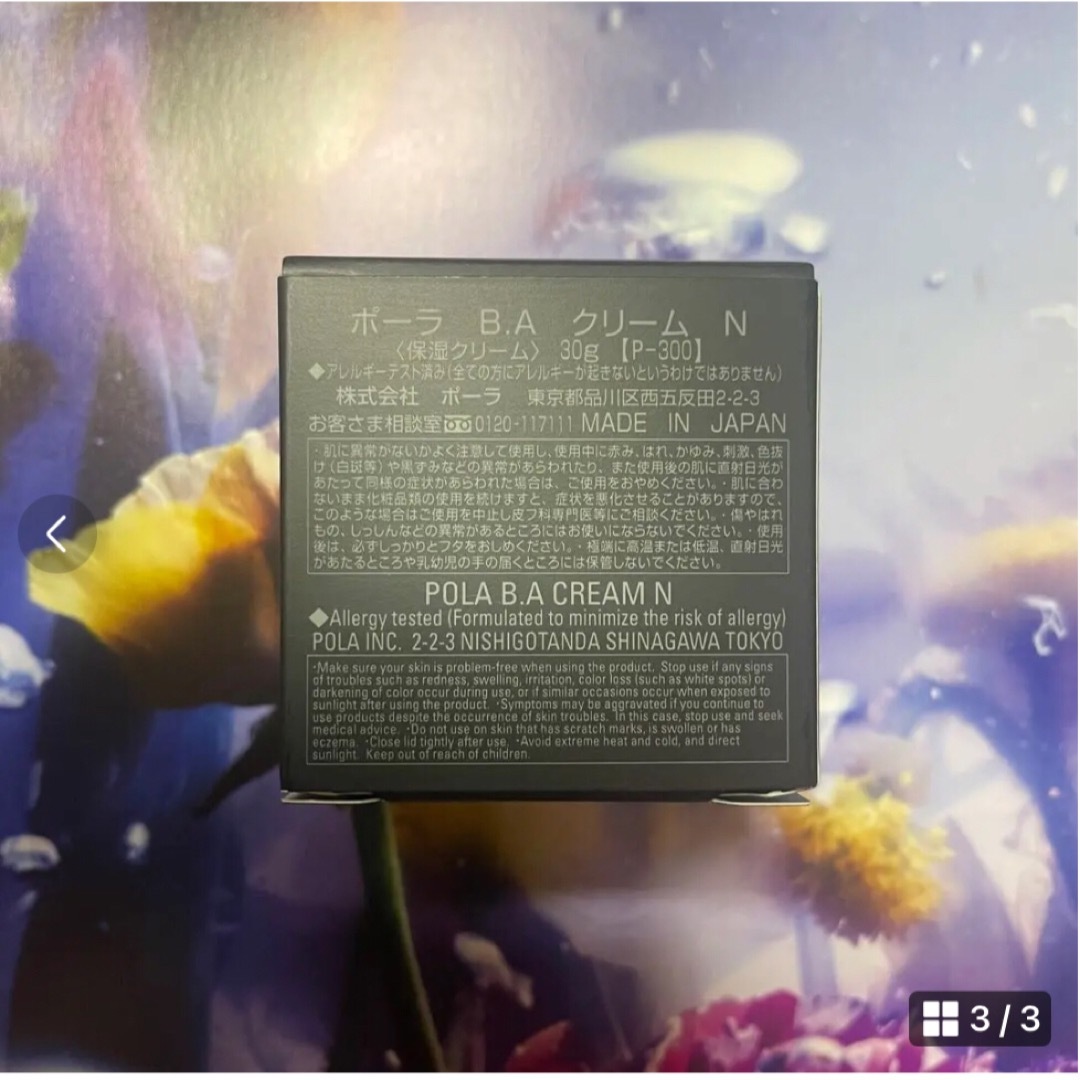 ポーラ B.A クリーム N
〈保湿クリーム〉 30g 【P-300】
◆アレルギーテスト済み(全ての方にアレルギーが起きないというわけではありません)
株式会社 ポーラ 東京都品川区西五反田2-2-3
お客さま相談室 0120-117111 MADE IN JAPAN
・肌に異常がないかよく注意して使用し、使用中に赤み、はれ、かゆみ、刺激、色抜
け(白斑等)や黒ずみなどの異常があらわれたり、また使用後の肌に直射日光が
あたって同様の症状があらわれた場合は、ご使用をおやめください。・肌に合わ
ないまま化粧品類の使用を続けますと、症状を悪化させることがありますので、
このような場合はご使用を中止し皮フ科専門医等にご相談ください。・傷やはれ
もの、しっしんなどの異常があるところにはお使いにならないでください。・使用
後は、必ずしっかりとフタをおしめください。・極端に高温または低温、直射日光
があたるところや乳幼児の手の届くところには保管しないでください。
POLA B.A CREAM N
◆Allergy tested (Formulated to minimize the risk of allergy)
POLA INC. 2-2-3 NISHIGOTANDA SHINAGAWA TOKYO
・Make sure your skin is problem-free when using the product. Stop use if any signs
of troubles such as redness, swelling, irritation, color loss (such as white spots) or
darkening of color occur during use, or if similar occasions occur when exposed to
sunlight after using the product. ・Symptoms may be aggravated if you continue to
use products despite the occurrence of skin troubles. In this case, stop use and seek
medical advice. ・Do not use on skin that has scratch marks, is swollen or has
eczema. ・Close lid tightly after use. ・Avoid extreme heat and cold, and direct
sunlight. Keep out of reach of children.
3 / 3